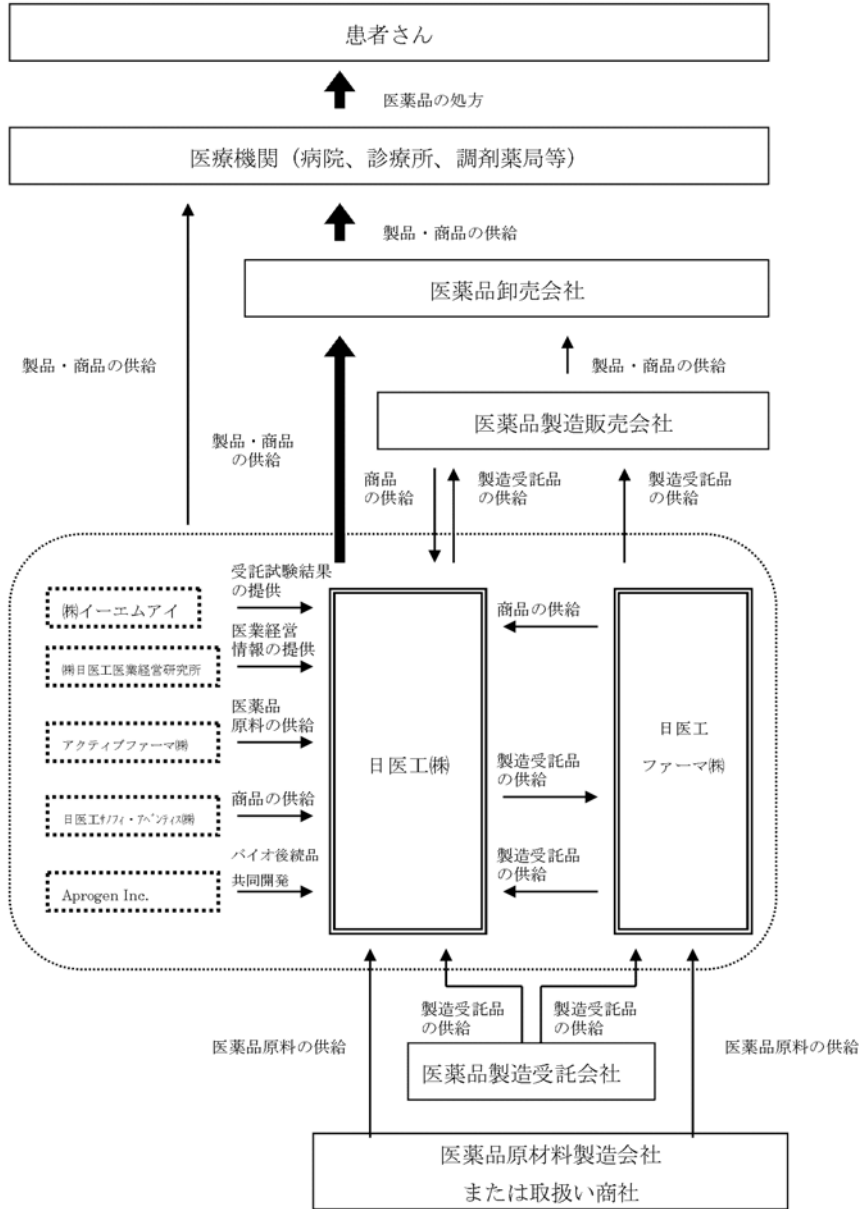 患者さん
医薬品の処方
医療機関（病院、診療所、調剤薬局等）
製品・商品の供給
医薬品卸売会社
製品・商品の供給
製品・商品の供給
医薬品製造販売会社
製品・商品
の供給
商品
の供給
製造受託品
の供給
製造受託品
の供給
受託試験結果
の提供
㈱イーエムアイ
医業経営
情報の提供
㈱日医工医業経営研究所
医薬品
原料の供給
アクティブファーマ㈱
商品の供給
日医工ｻﾉﾌｨ・ｱﾍﾞﾝﾃｨｽ㈱
バイオ後続品
共同開発
Aprogen Inc.
日医工㈱
商品の供給
製造受託品
の供給
製造受託品
の供給
日医工
ファーマ㈱
製造受託品
の供給
製造受託品
の供給
医薬品原料の供給
医薬品原料の供給
医薬品製造受託会社
医薬品原材料製造会社
または取扱い商社